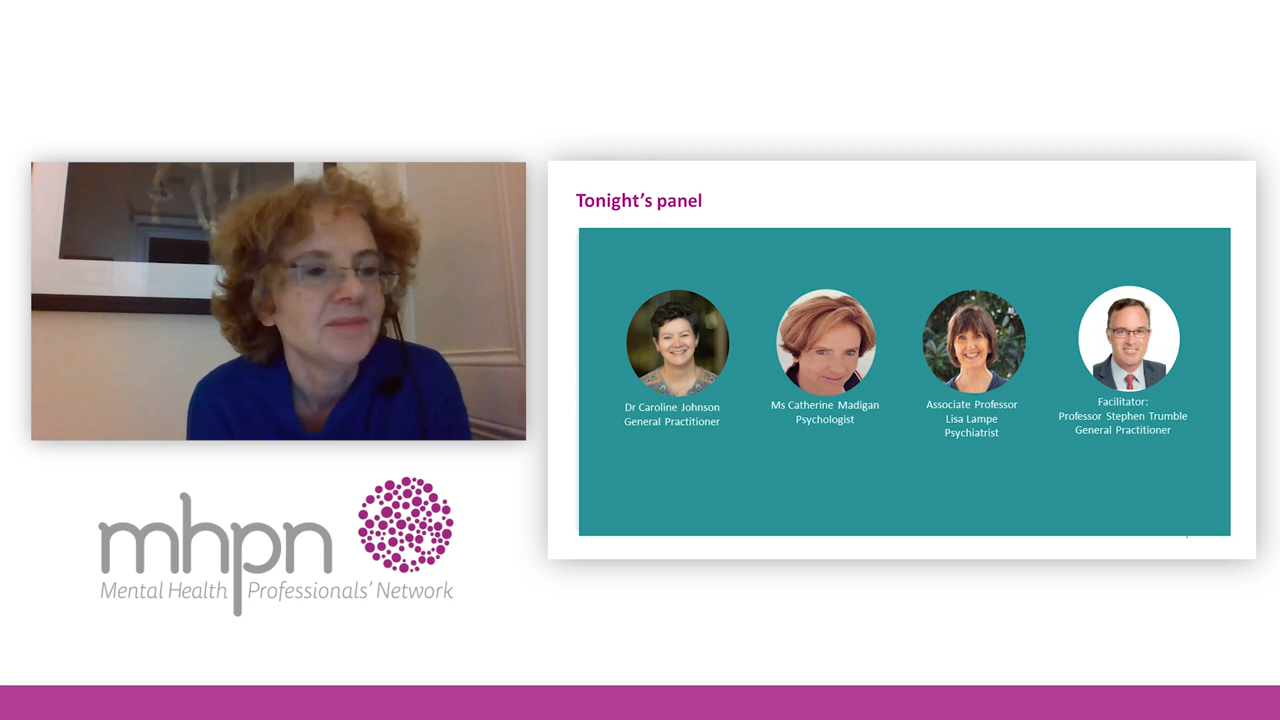 Tonight's panel
Dr Caroline Johnson
General Practitioner
Ms Catherine Madigan
Psychologist
Associate Professor
Lisa Lampe
Psychiatrist
Facilitator:
Professor Stephen Trumble
General Practitioner
mhpn
Mental Health Professionals' Network